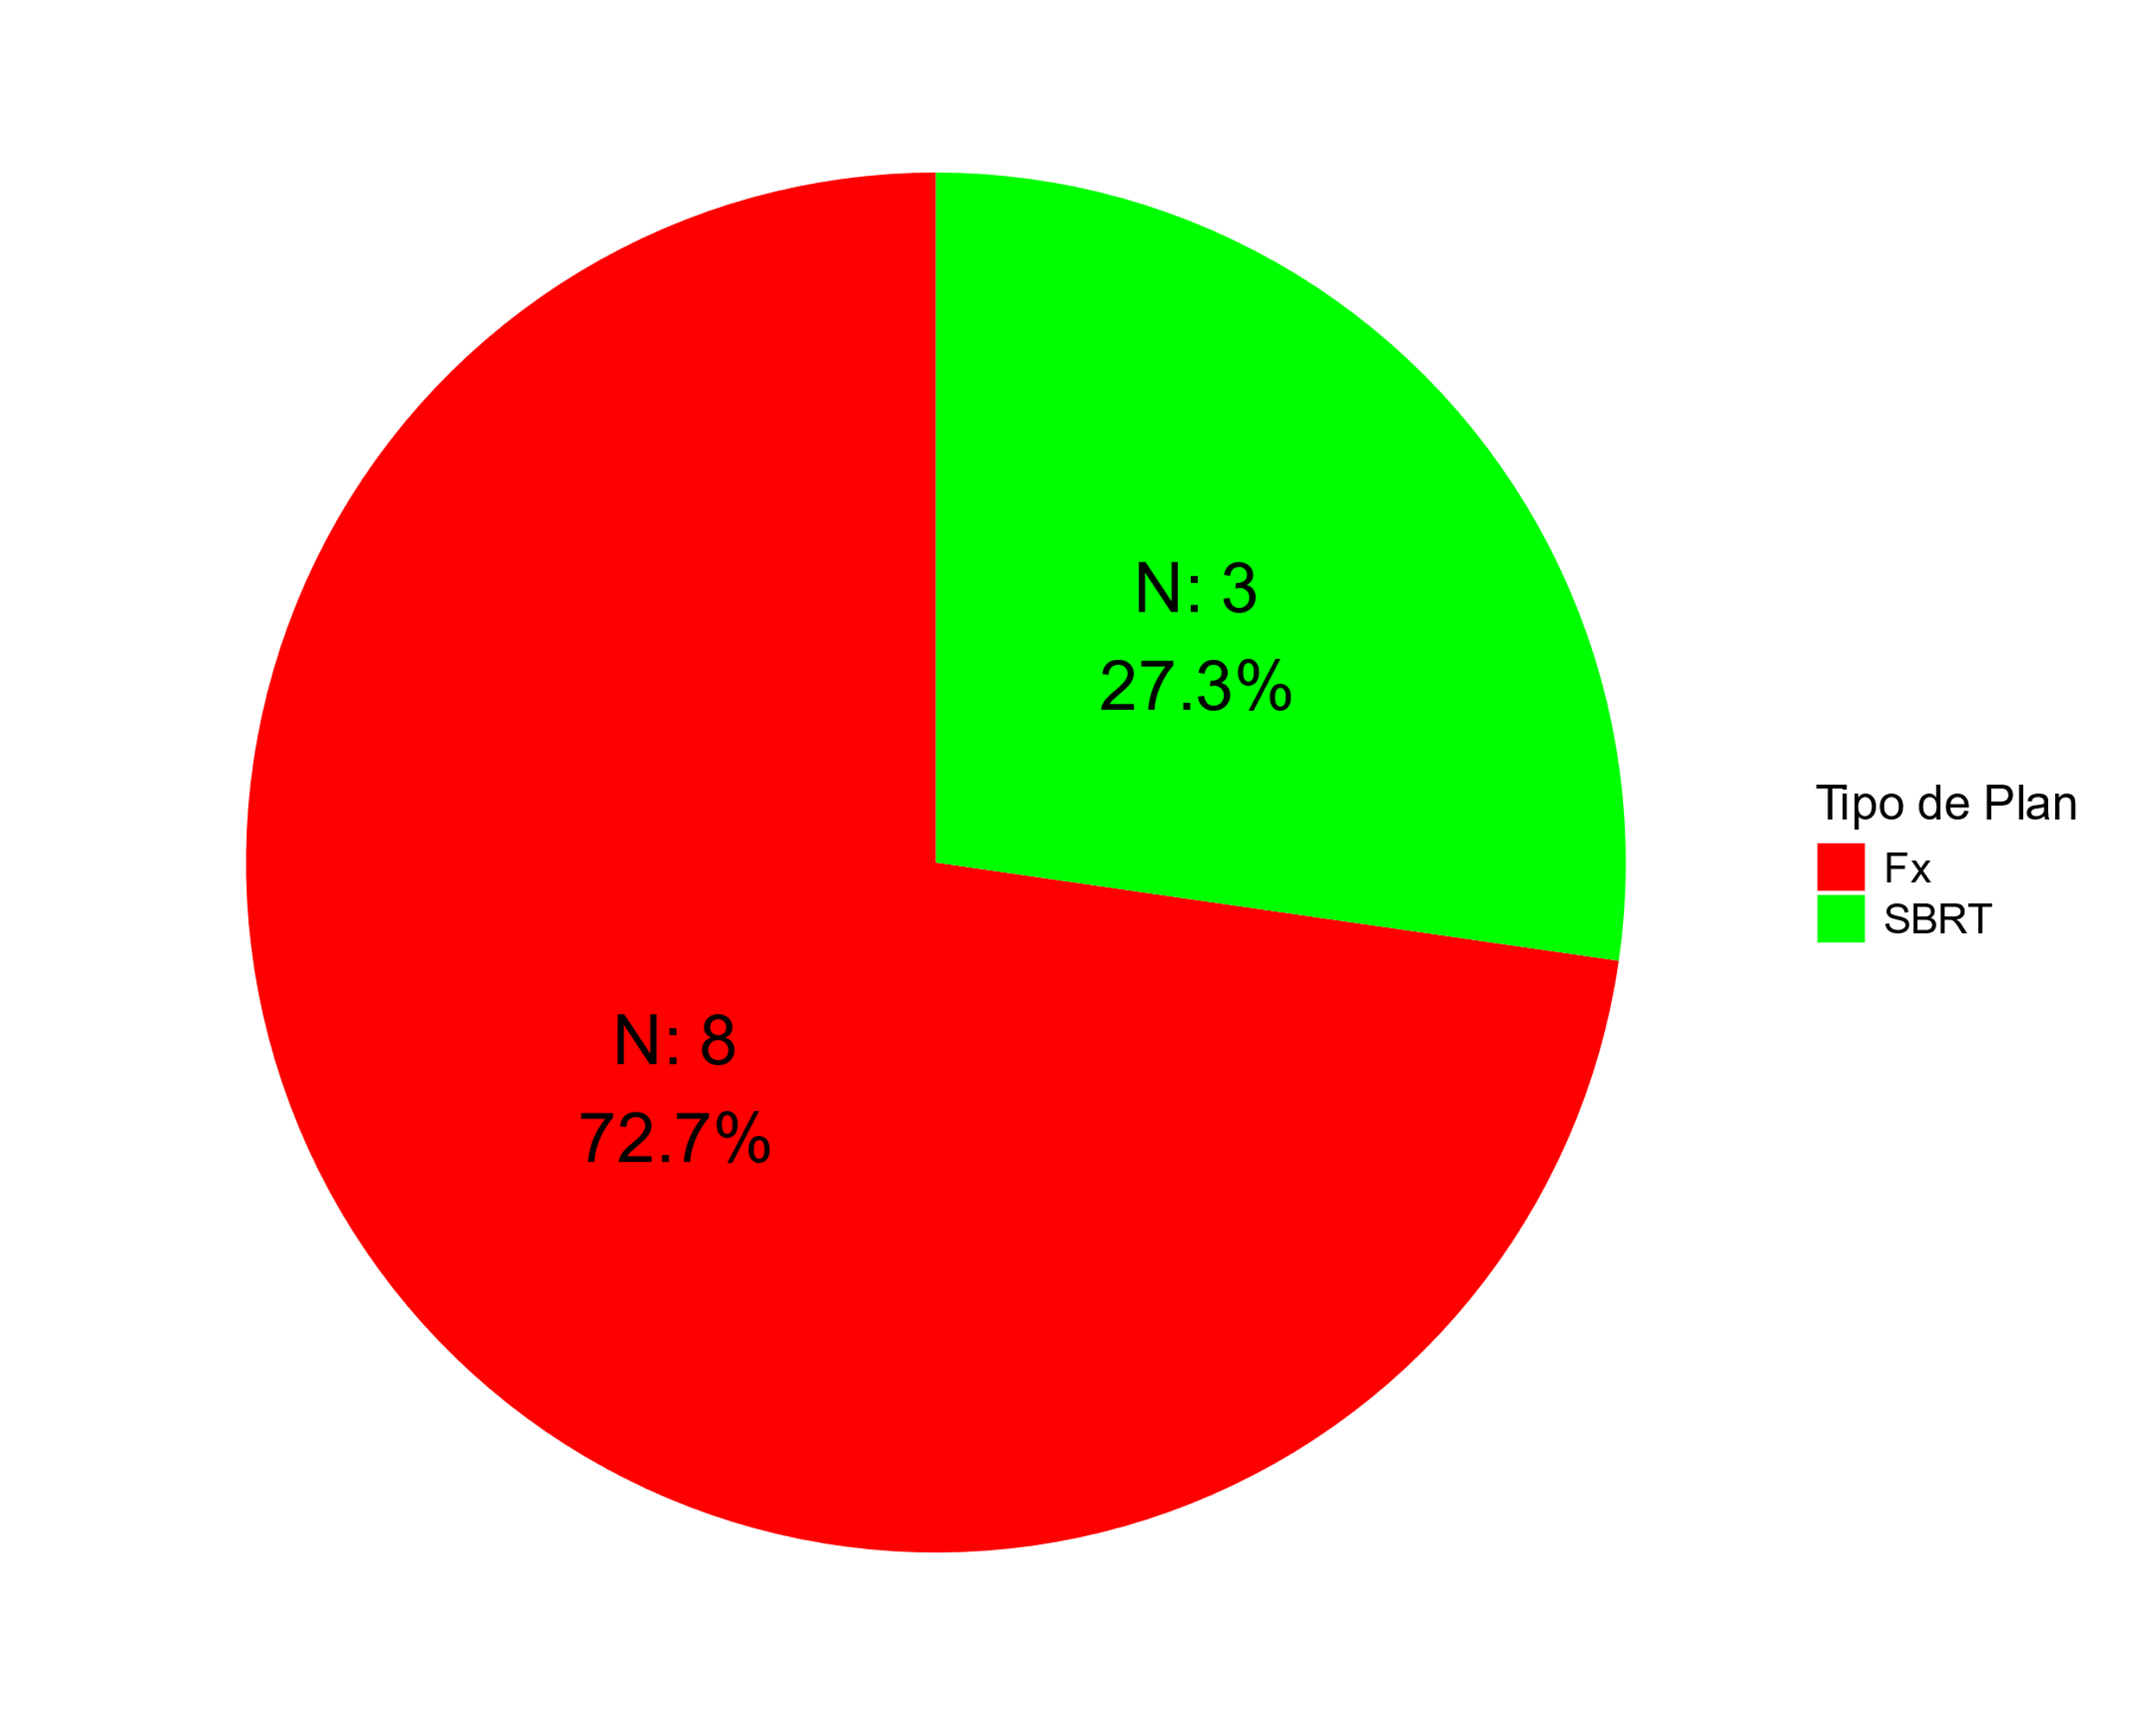 N: 3
27.3%
N: 8
72.7%
Tipo de Plan
Fx
SBRT